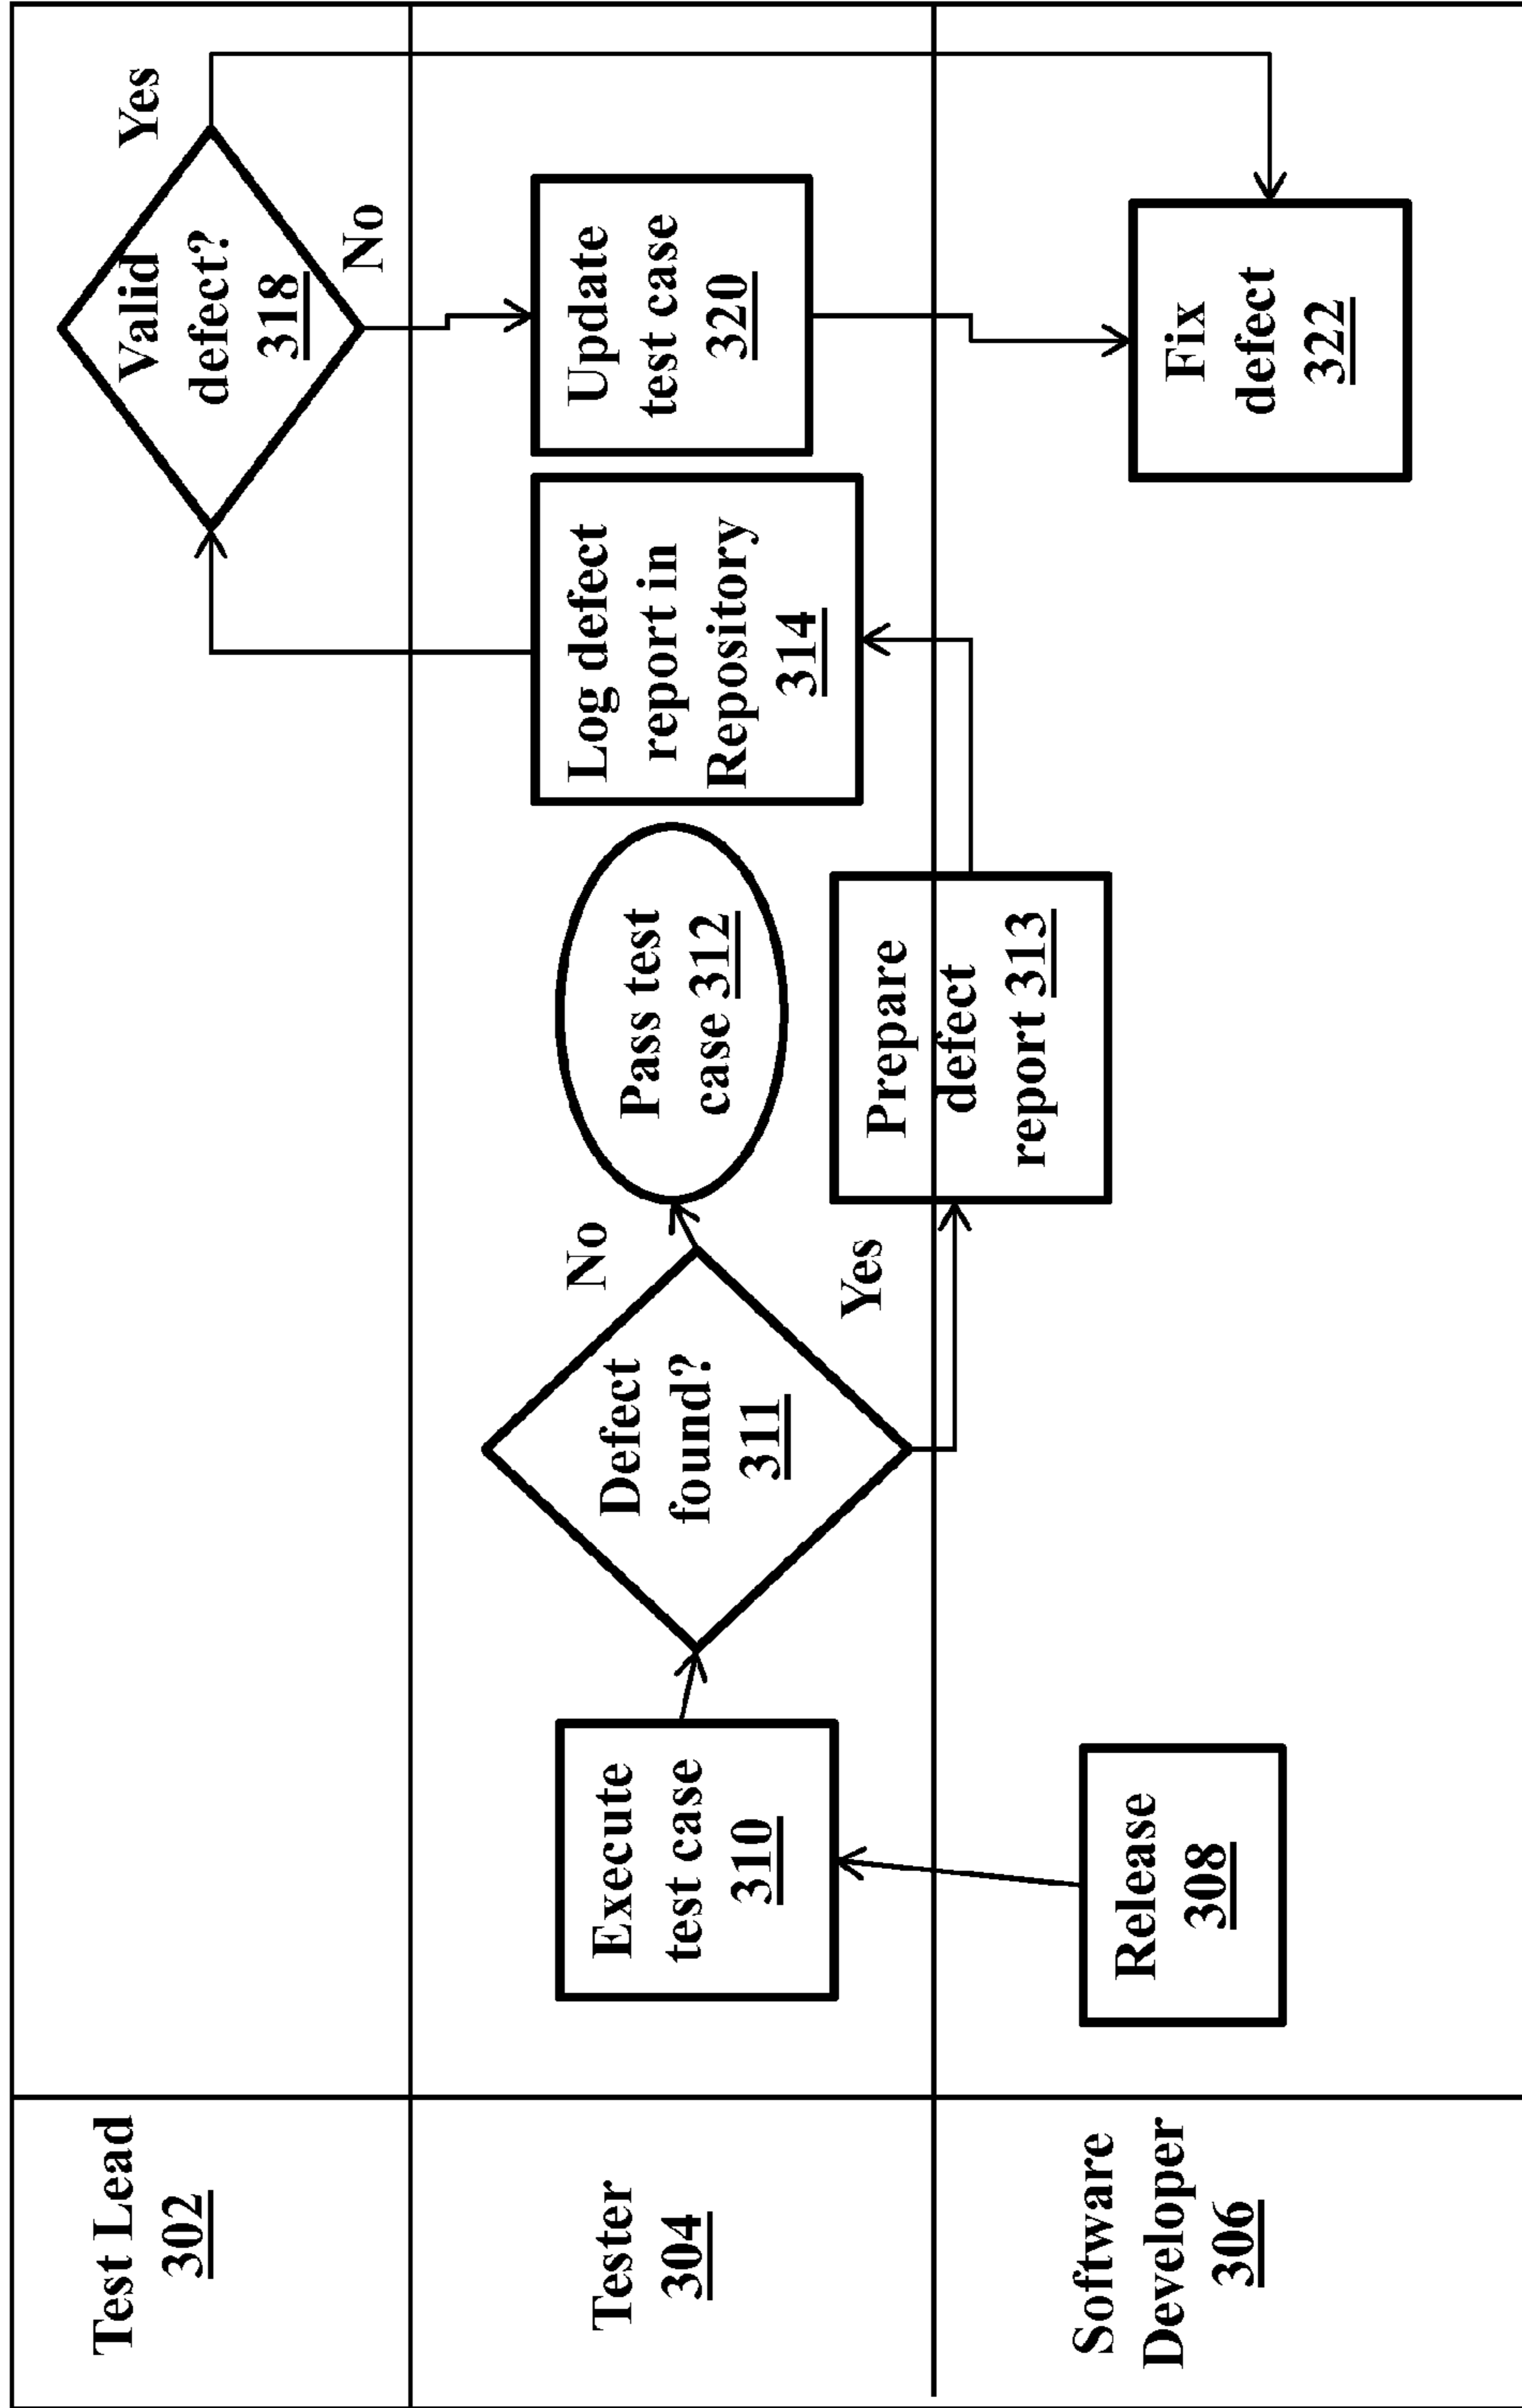 Test Lead
302
Tester
304
Software
Developer
306
Release
308
Execute
test case
310
Defect
found?
311
No
Yes
Pass test
case 312
Prepare
defect
report 313
Log defect
report in
Repository
314
Valid
defect?
318
Yes
No
Update
test case
320
Fix
defect
322